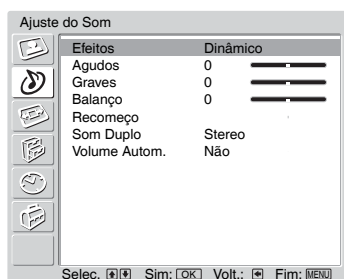 Ajuste do Som
Efeitos Dinâmico
Agudos 0
Graves 0
Balanço 0
Recomeço
Som Duplo Stereo
Volume Autom. Não
Selec. Sim: OK Volt.: Fim: MENU